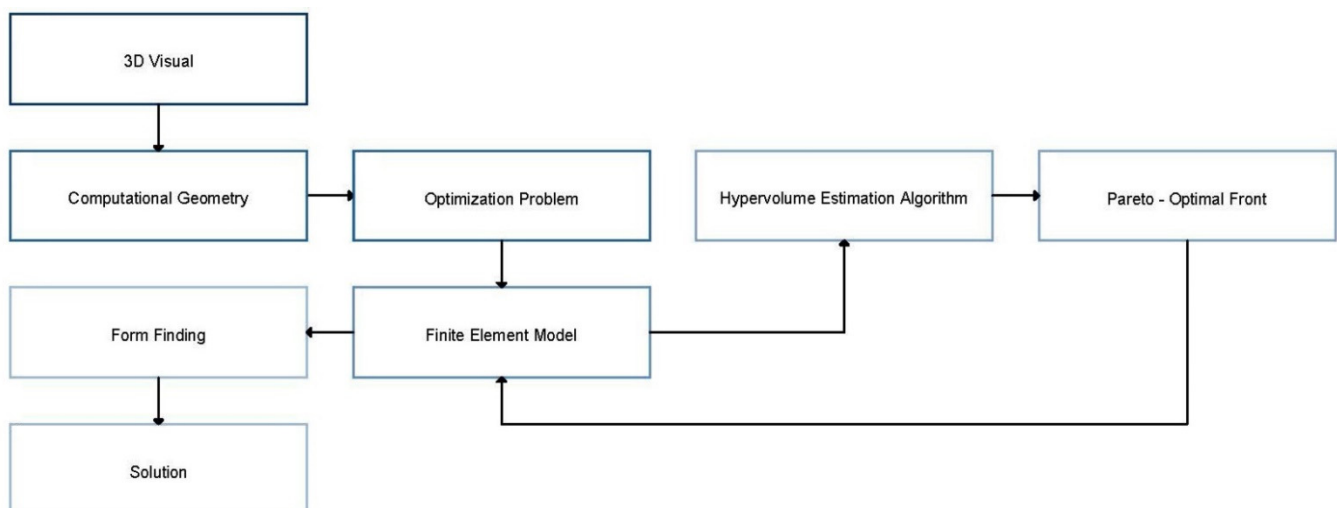 3D Visual
Computational Geometry
Optimization Problem
Hypervolume Estimation Algorithm
Pareto - Optimal Front
Form Finding
Finite Element Model
Solution